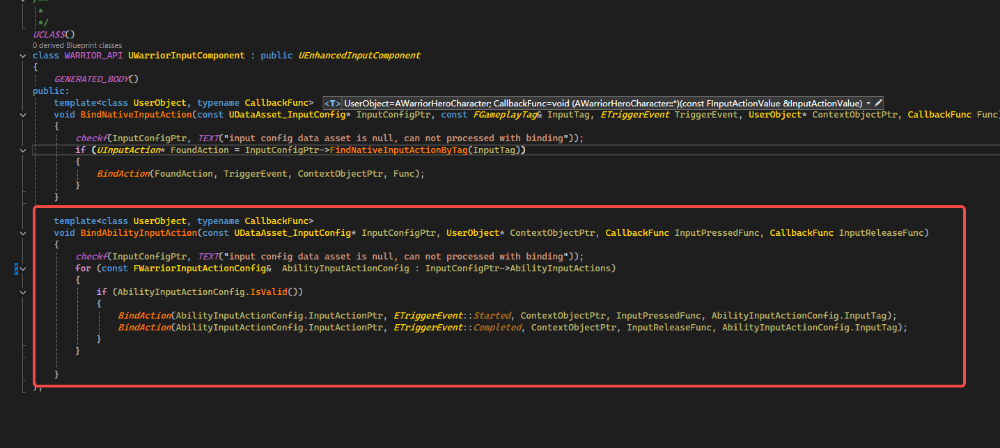 /**
*
*/
UCLASS()
0 derived Blueprint classes
class WARRIOR_API UWarriorInputComponent : public UEnhancedInputComponent
{
GENERATED_BODY()
public:
template<class UserObject, typename CallbackFunc> <T> UserObject=AWarriorHeroCharacter; CallbackFunc=void (AWarriorHeroCharacter::*)(const FInputActionValue &InputActionValue)
void BindNativeInputAction(const UDataAsset_InputConfig* InputConfigPtr, const FGameplayTag& InputTag, ETriggerEvent TriggerEvent, UserObject* ContextObjectPtr, CallbackFunc Func)
{
checkf(InputConfigPtr, TEXT("input config data asset is null, can not processed with binding"));
if (UInputAction* FoundAction = InputConfigPtr->FindNativeInputActionByTag(InputTag))
{
BindAction(FoundAction, TriggerEvent, ContextObjectPtr, Func);
}
}
template<class UserObject, typename CallbackFunc>
void BindAbilityInputAction(const UDataAsset_InputConfig* InputConfigPtr, UserObject* ContextObjectPtr, CallbackFunc InputPressedFunc, CallbackFunc InputReleaseFunc)
{
checkf(InputConfigPtr, TEXT("input config data asset is null, can not processed with binding"));
for (const FWarriorInputActionConfig& AbilityInputActionConfig : InputConfigPtr->AbilityInputActions)
{
if (AbilityInputActionConfig.IsValid())
{
BindAction(AbilityInputActionConfig.InputActionPtr, ETriggerEvent::Started, ContextObjectPtr, InputPressedFunc, AbilityInputActionConfig.InputTag);
BindAction(AbilityInputActionConfig.InputActionPtr, ETriggerEvent::Completed, ContextObjectPtr, InputReleaseFunc, AbilityInputActionConfig.InputTag);
}
}
}
};